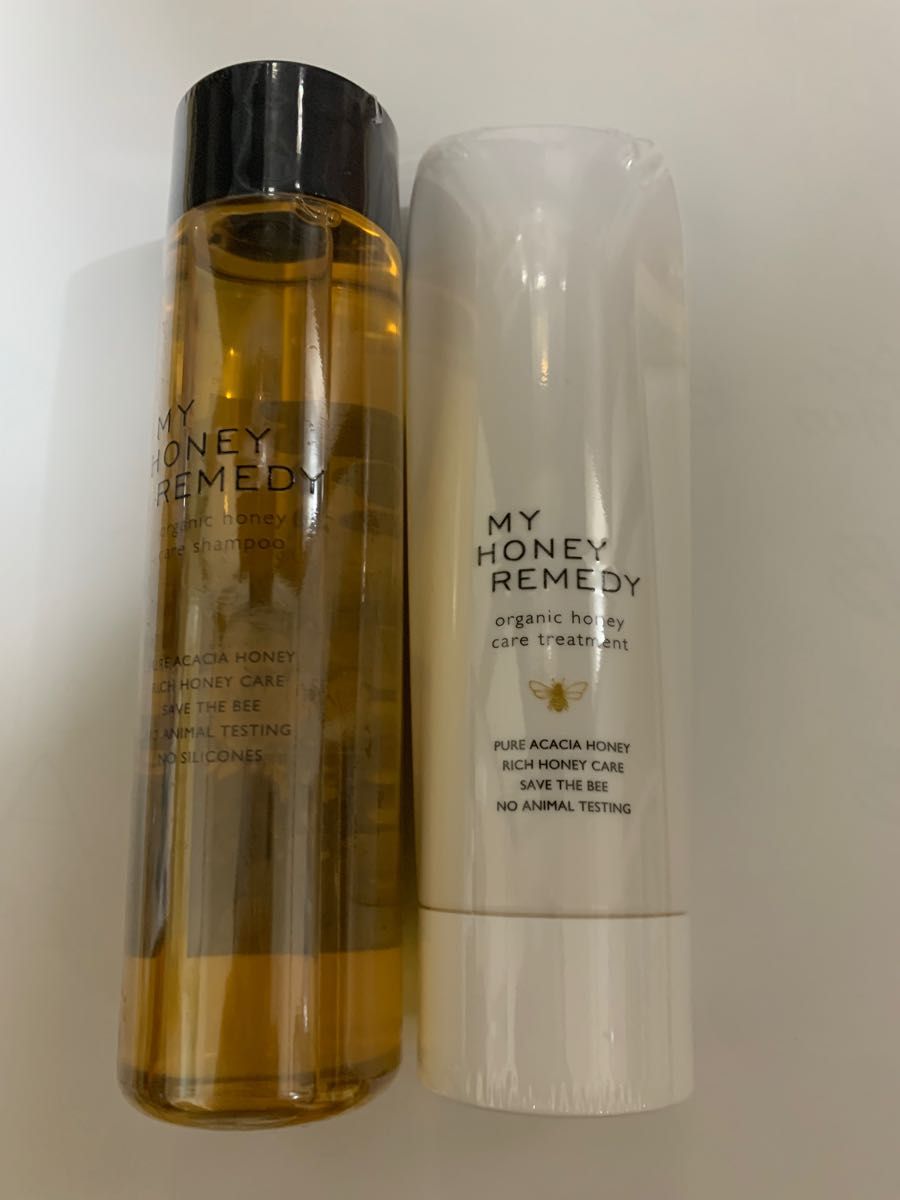 MY
HONEY
REMEDY
organic honey
care shampoo
PURE ACACIA HONEY
RICH HONEY CARE
SAVE THE BEE
NO ANIMAL TESTING
NO SILICONES
MY
HONEY
REMEDY
organic honey
care treatment
PURE ACACIA HONEY
RICH HONEY CARE
SAVE THE BEE
NO ANIMAL TESTING